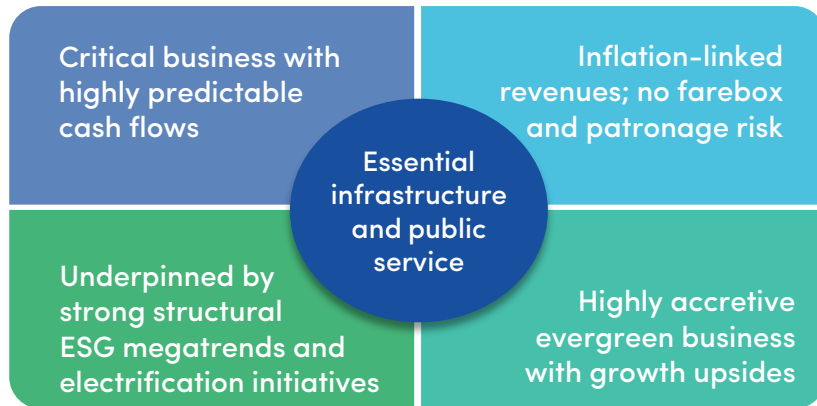 Critical business with
highly predictable
cash flows
Inflation-linked
revenues; no farebox
and patronage risk
Essential
infrastructure
and public
service
Underpinned by
strong structural
ESG megatrends and
electrification initiatives
Highly accretive
evergreen business
with growth upsides